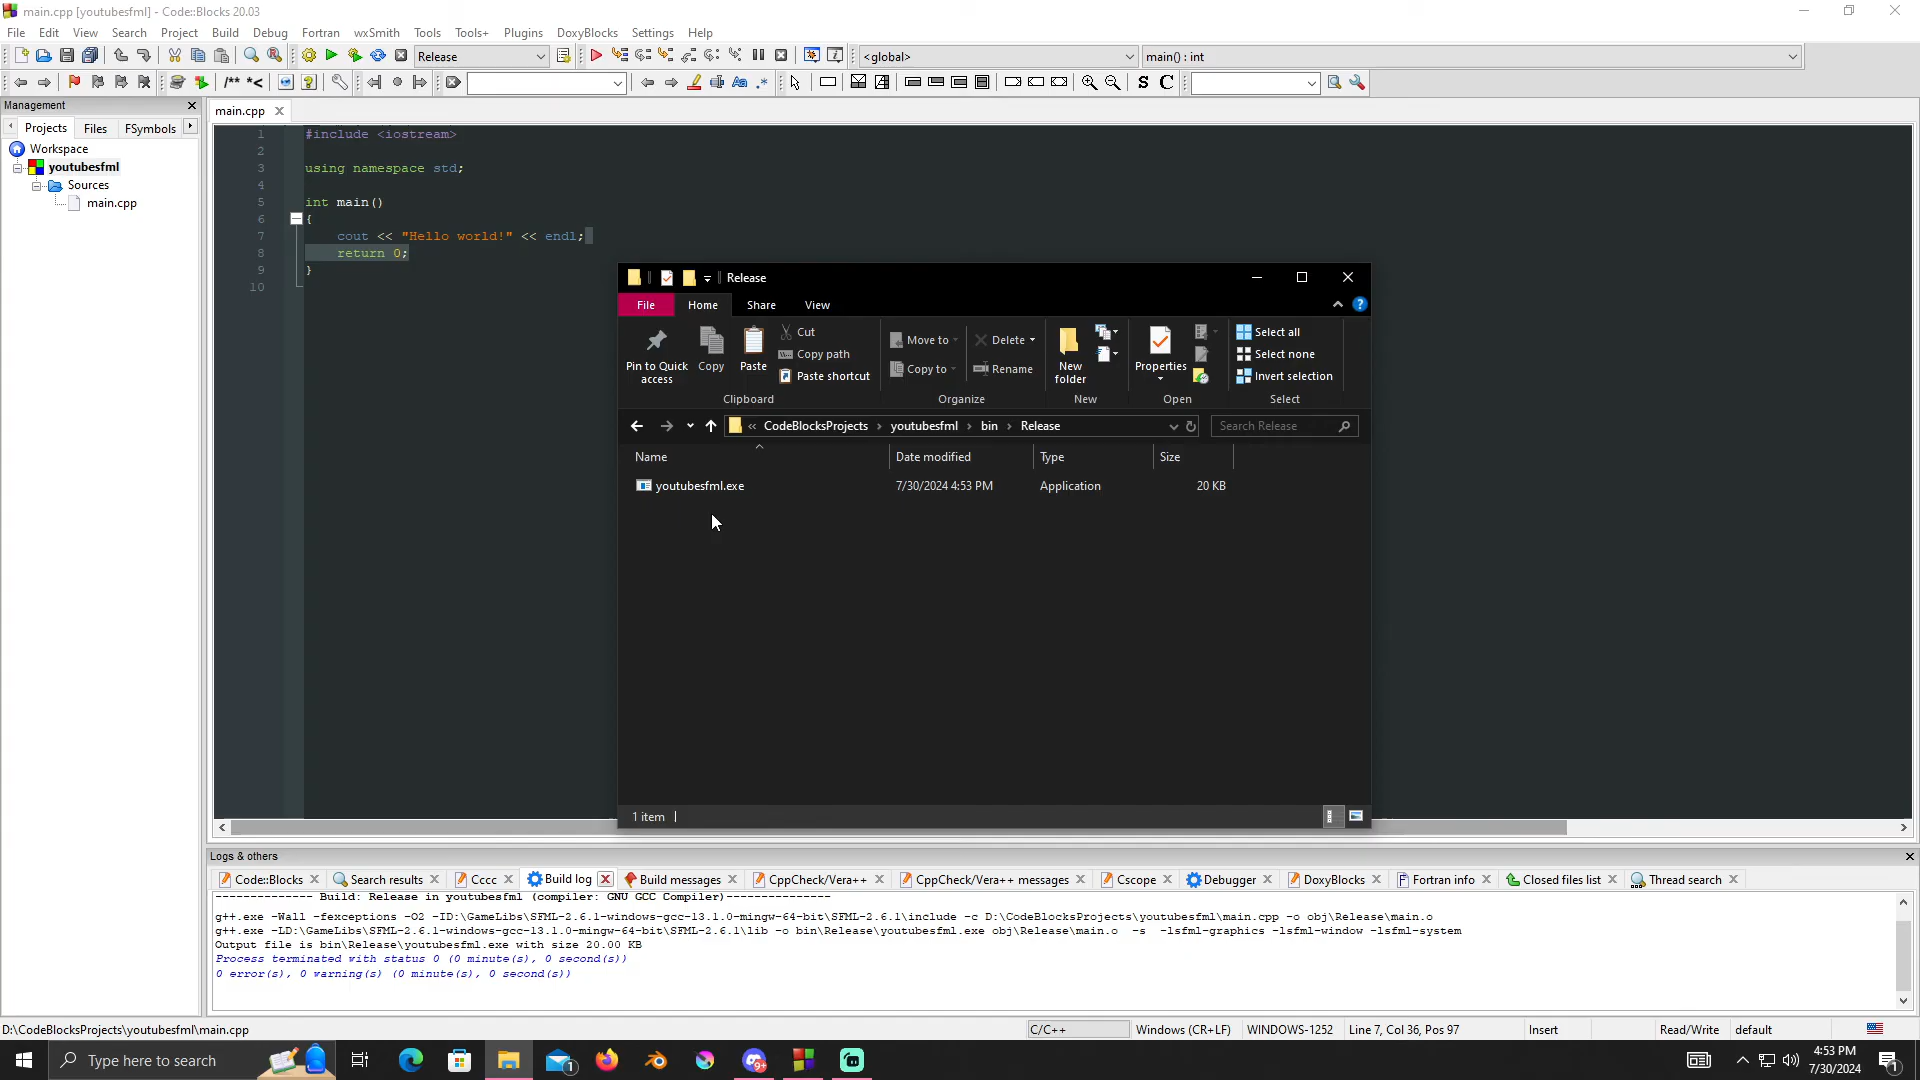 main.cpp [youtubesfml] - Code::Blocks 20.03
File Edit View Search Project Build Debug Fortran wxSmith Tools Tools+ Plugins DoxyBlocks Settings Help
Release
<global>
main() : int
/** *<
Aa .*
S C
Management
Projects Files FSymbols
Workspace
youtubesfml
Sources
main.cpp
main.cpp
1 #include <iostream>
2
3 using namespace std;
4
5 int main()
6 {
7 cout << "Hello world!" << endl;
8 return 0;
9 }
10
Release
File Home Share View
Pin to Quick access
Copy
Paste
Cut
Copy path
Paste shortcut
Clipboard
Move to
Copy to
Delete
Rename
Organize
New folder
New
Properties
Open
Select all
Select none
Invert selection
Select
« CodeBlocksProjects › youtubesfml › bin › Release
Search Release
Name Date modified Type Size
youtubesfml.exe 7/30/2024 4:53 PM Application 20 KB
1 item
Logs & others
Code::Blocks Search results Cccc Build log Build messages CppCheck/Vera++ CppCheck/Vera++ messages Cscope Debugger DoxyBlocks Fortran info Closed files list Thread search
-------------- Build: Release in youtubesfml (compiler: GNU GCC Compiler)---------------
g++.exe -Wall -fexceptions -O2 -ID:\GameLibs\SFML-2.6.1-windows-gcc-13.1.0-mingw-64-bit\SFML-2.6.1\include -c D:\CodeBlocksProjects\youtubesfml\main.cpp -o obj\Release\main.o
g++.exe -LD:\GameLibs\SFML-2.6.1-windows-gcc-13.1.0-mingw-64-bit\SFML-2.6.1\lib -o bin\Release\youtubesfml.exe obj\Release\main.o -s -lsfml-graphics -lsfml-window -lsfml-system
Output file is bin\Release\youtubesfml.exe with size 20.00 KB
Process terminated with status 0 (0 minute(s), 0 second(s))
0 error(s), 0 warning(s) (0 minute(s), 0 second(s))
D:\CodeBlocksProjects\youtubesfml\main.cpp
C/C++
Windows (CR+LF)
WINDOWS-1252
Line 7, Col 36, Pos 97
Insert
Read/Write
default
Type here to search
1
9+
4:53 PM
7/30/2024
1